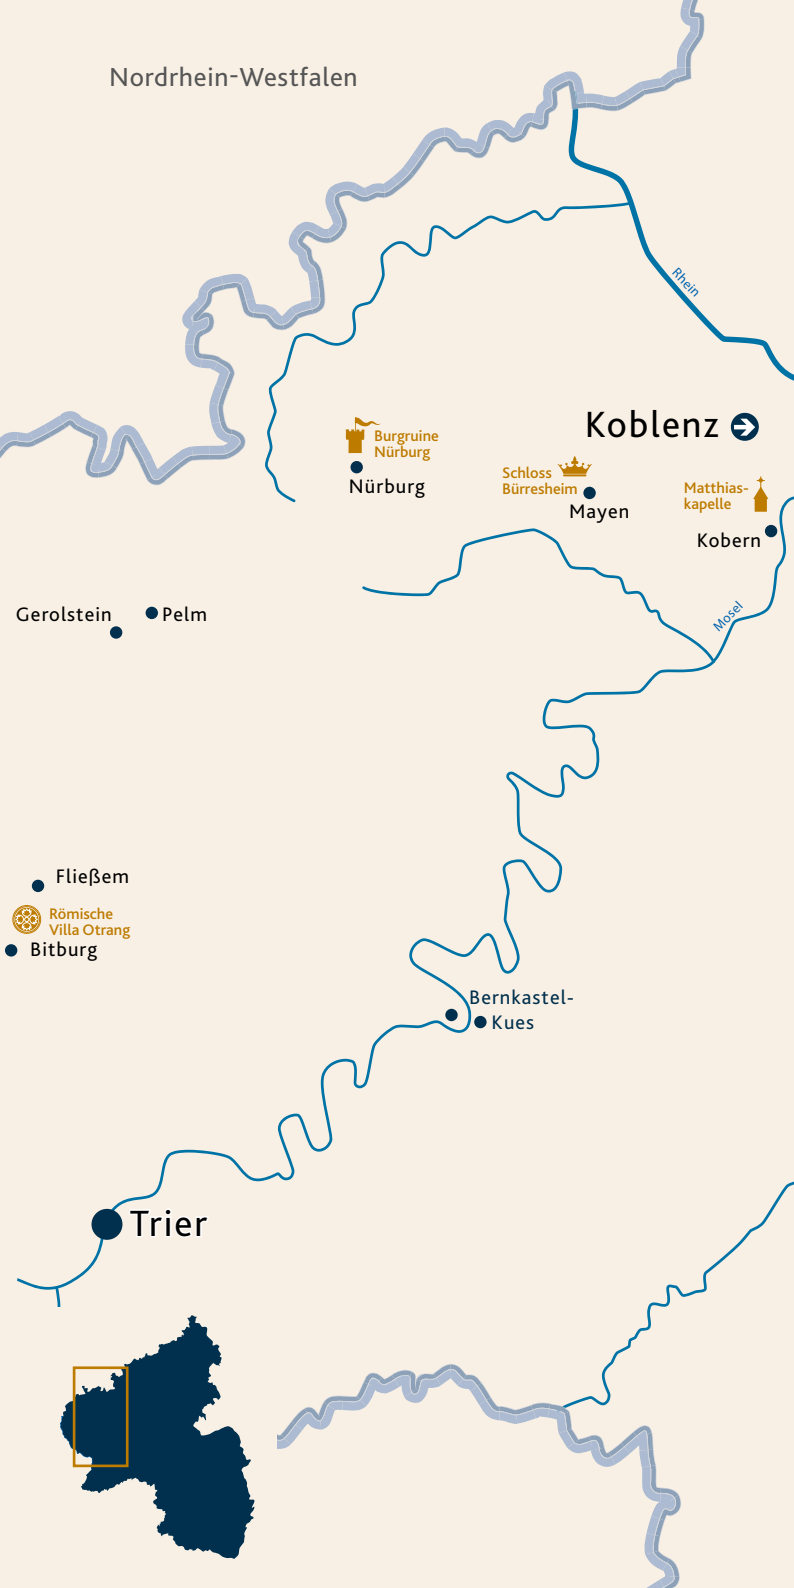 Nordrhein-Westfalen
Rhein
Koblenz
Burgruine
Nürburg
Nürburg
Schloss
Bürresheim
Mayen
Matthias-
kapelle
Kobern
Gerolstein
Pelm
Mosel
Fließem
Römische
Villa Otrang
Bitburg
Bernkastel-
Kues
Trier